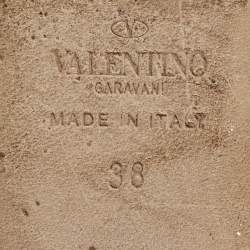 VALENTINO
GARAVANI
MADE IN ITALY
38